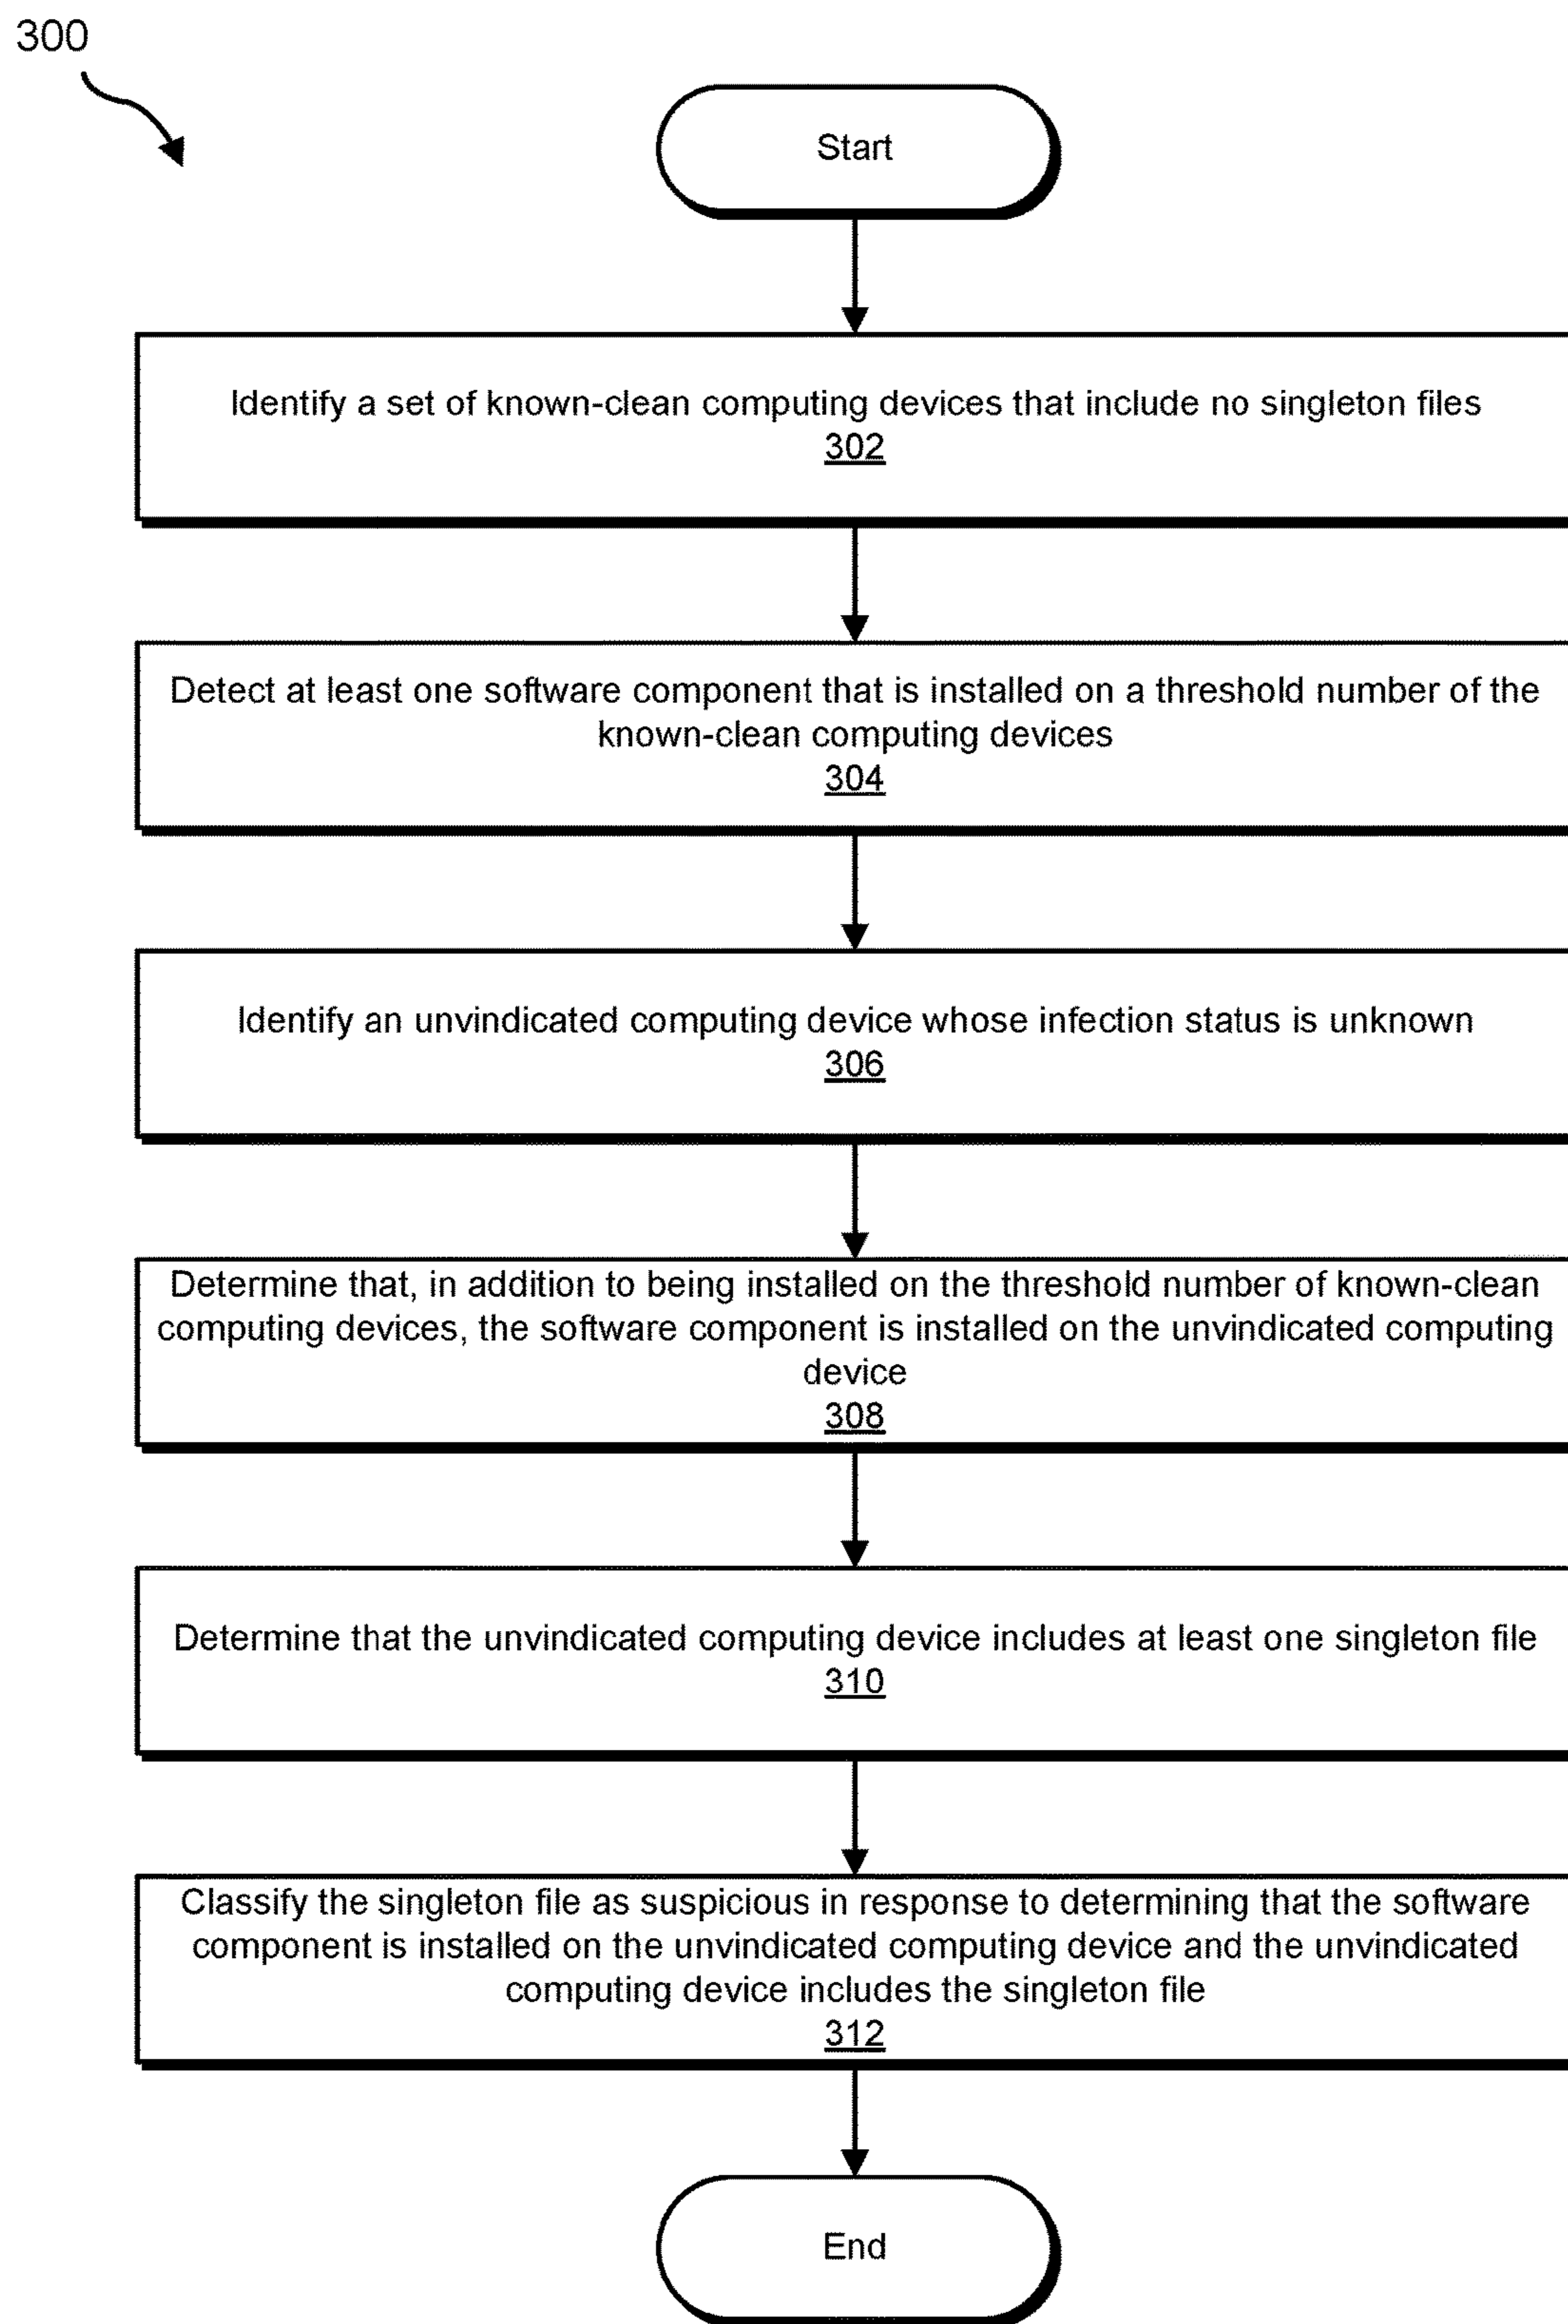 300
Start
Identify a set of known-clean computing devices that include no singleton files
302
Detect at least one software component that is installed on a threshold number of the
known-clean computing devices
304
Identify an unvindicated computing device whose infection status is unknown
306
Determine that, in addition to being installed on the threshold number of known-clean
computing devices, the software component is installed on the unvindicated computing
device
308
Determine that the unvindicated computing device includes at least one singleton file
310
Classify the singleton file as suspicious in response to determining that the software
component is installed on the unvindicated computing device and the unvindicated
computing device includes the singleton file
312
End